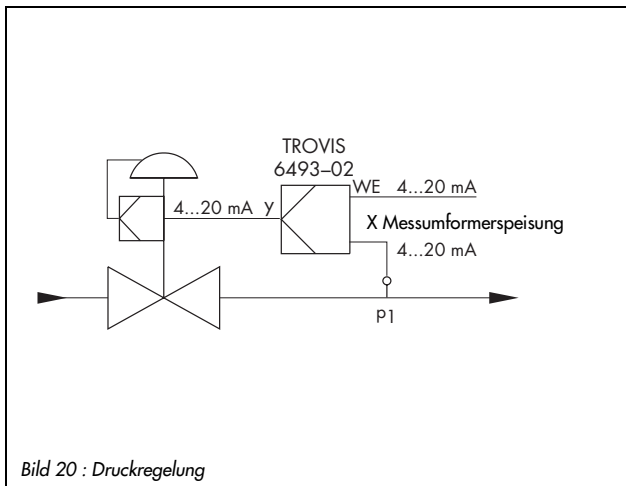 TROVIS
6493–02
WE 4...20 mA
4...20 mA y
X Messumformerspeisung
4...20 mA
p1
Bild 20 : Druckregelung